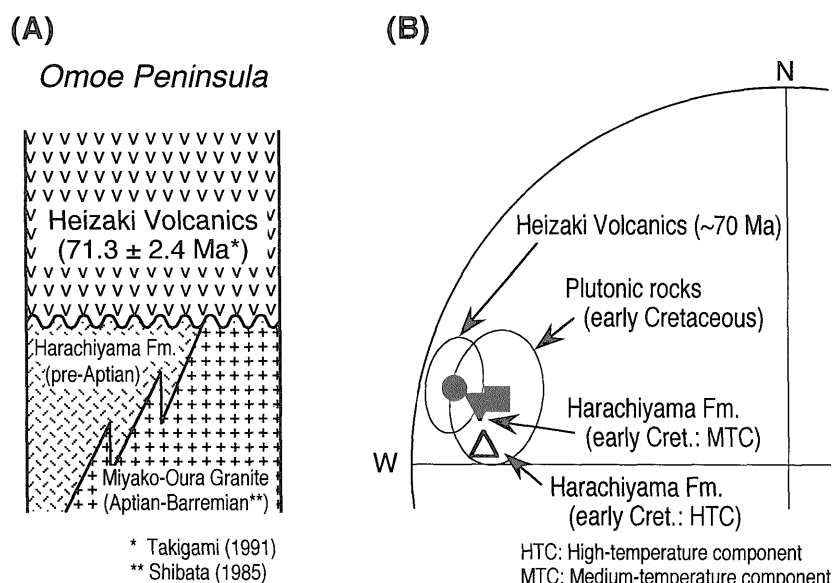 (A)
Omoe Peninsula
Heizaki Volcanics
(71.3 ± 2.4 Ma*)
Harachiyama Fm.
(pre-Aptian)
Miyako-Oura Granite
(Aptian-Barremian**)
* Takigami (1991)
** Shibata (1985)
(B)
N
Heizaki Volcanics (~70 Ma)
Plutonic rocks
(early Cretaceous)
Harachiyama Fm.
(early Cret.: MTC)
W
Harachiyama Fm.
(early Cret.: HTC)
HTC: High-temperature component
MTC: Medium-temperature component